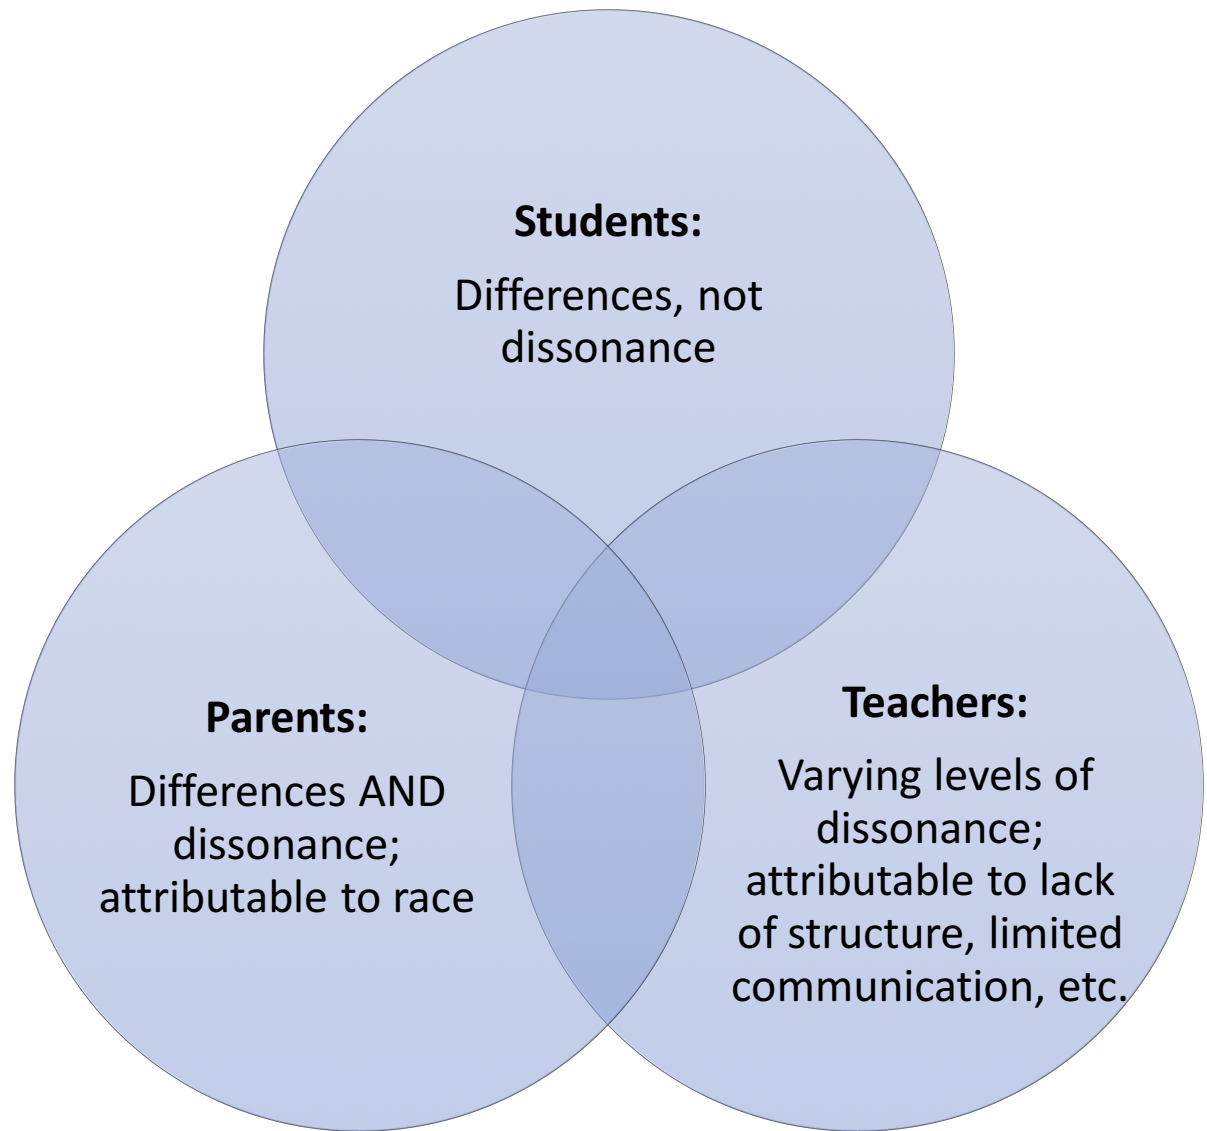 Students:
Differences, not
dissonance
Parents:
Differences AND
dissonance;
attributable to race
Teachers:
Varying levels of
dissonance;
attributable to lack
of structure, limited
communication, etc.